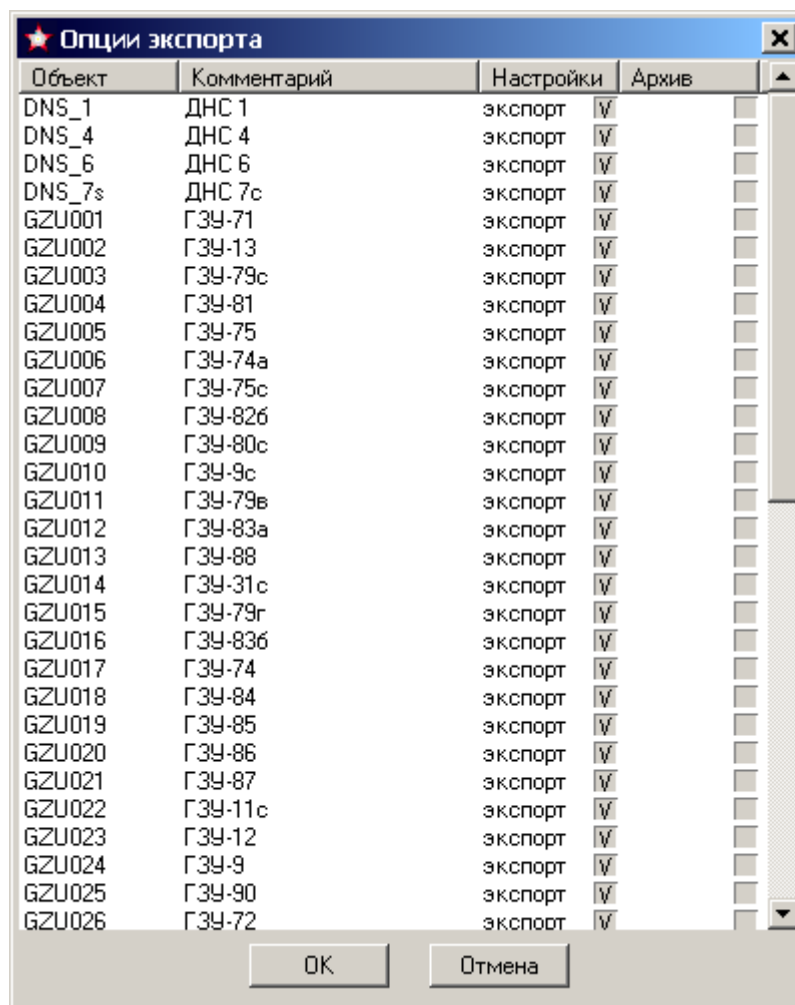 Опции экспорта
Объект Комментарий Настройки Архив
DNS_1 ДНС 1 экспорт V
DNS_4 ДНС 4 экспорт V
DNS_6 ДНС 6 экспорт V
DNS_7s ДНС 7с экспорт V
GZU001 ГЗУ-71 экспорт V
GZU002 ГЗУ-13 экспорт V
GZU003 ГЗУ-79с экспорт V
GZU004 ГЗУ-81 экспорт V
GZU005 ГЗУ-75 экспорт V
GZU006 ГЗУ-74а экспорт V
GZU007 ГЗУ-75с экспорт V
GZU008 ГЗУ-82б экспорт V
GZU009 ГЗУ-80с экспорт V
GZU010 ГЗУ-9с экспорт V
GZU011 ГЗУ-79в экспорт V
GZU012 ГЗУ-83а экспорт V
GZU013 ГЗУ-88 экспорт V
GZU014 ГЗУ-31с экспорт V
GZU015 ГЗУ-79г экспорт V
GZU016 ГЗУ-83б экспорт V
GZU017 ГЗУ-74 экспорт V
GZU018 ГЗУ-84 экспорт V
GZU019 ГЗУ-85 экспорт V
GZU020 ГЗУ-86 экспорт V
GZU021 ГЗУ-87 экспорт V
GZU022 ГЗУ-11с экспорт V
GZU023 ГЗУ-12 экспорт V
GZU024 ГЗУ-9 экспорт V
GZU025 ГЗУ-90 экспорт V
GZU026 ГЗУ-72 экспорт V
OK Отмена